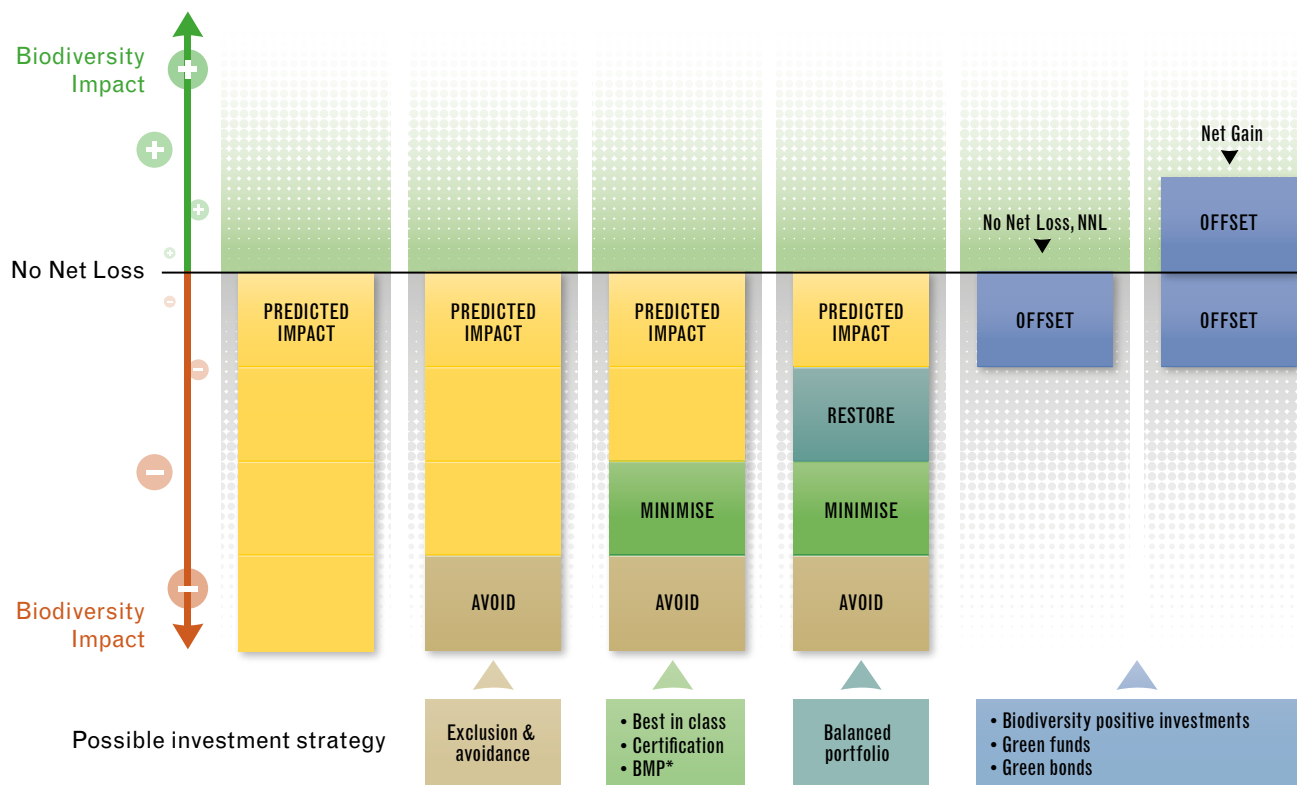 Biodiversity
Impact
Net Gain
OFFSET
No Net Loss, NNL
No Net Loss
PREDICTED
IMPACT
PREDICTED
IMPACT
PREDICTED
IMPACT
PREDICTED
IMPACT
OFFSET
OFFSET
RESTORE
MINIMISE
MINIMISE
AVOID
AVOID
AVOID
Biodiversity
Impact
Possible investment strategy
Exclusion &
avoidance
• Best in class
• Certification
• BMP*
Balanced
portfolio
• Biodiversity positive investments
• Green funds
• Green bonds